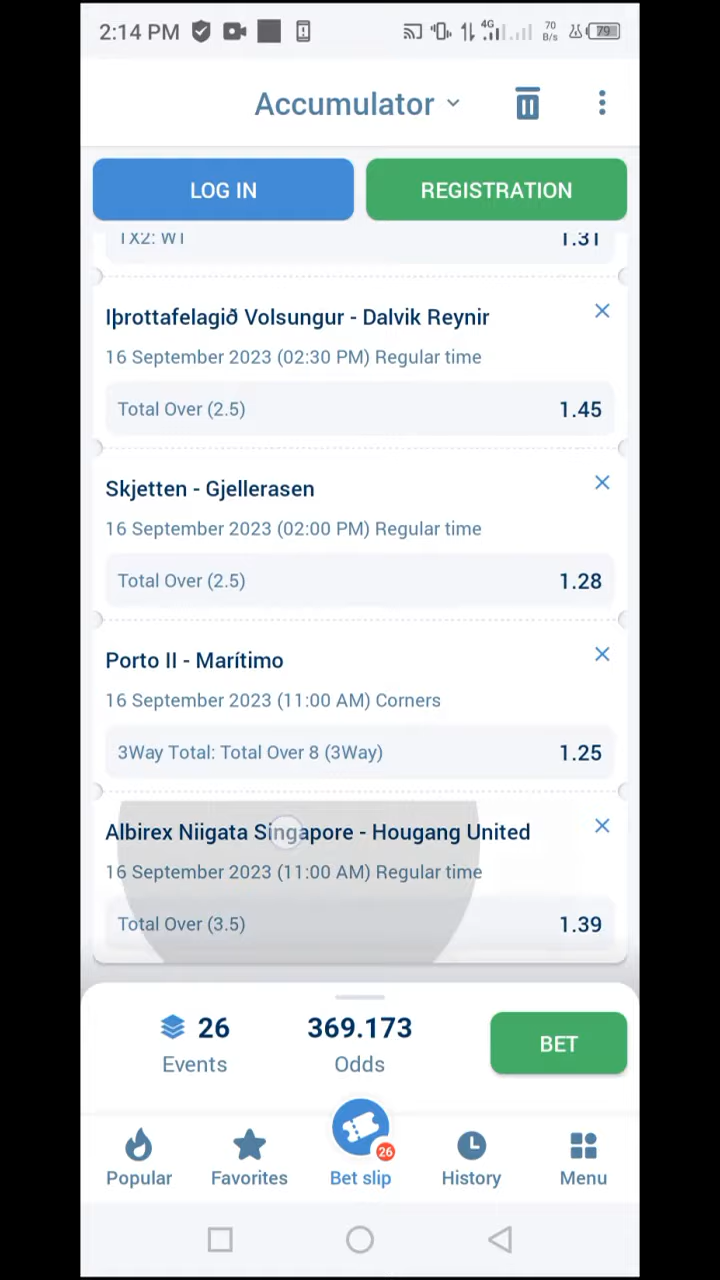 2:14 PM
4G
70
B/s
79
Accumulator
LOG IN
REGISTRATION
1X2: W1
1.31
Iþrottafelagið Volsungur - Dalvik Reynir
16 September 2023 (02:30 PM) Regular time
Total Over (2.5)
1.45
Skjetten - Gjellerasen
16 September 2023 (02:00 PM) Regular time
Total Over (2.5)
1.28
Porto II - Marítimo
16 September 2023 (11:00 AM) Corners
3Way Total: Total Over 8 (3Way)
1.25
Albirex Niigata Singapore - Hougang United
16 September 2023 (11:00 AM) Regular time
Total Over (3.5)
1.39
26
Events
369.173
Odds
BET
26
Popular
Favorites
Bet slip
History
Menu